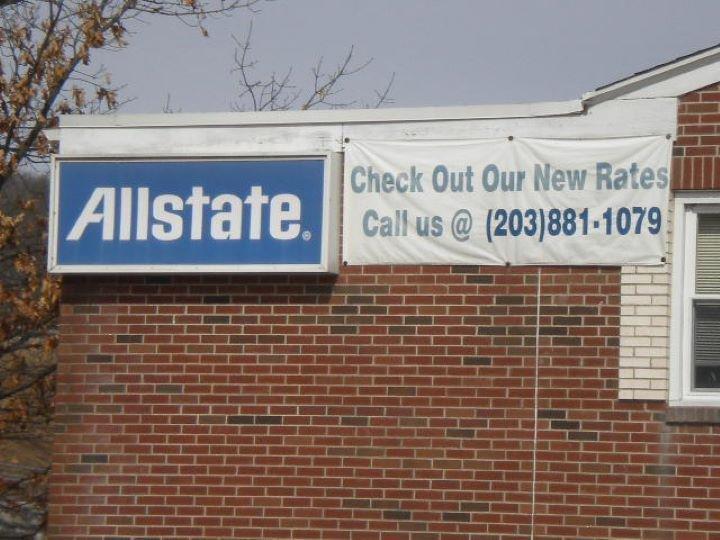 Allstate®
Check Out Our New Rates
Call us @ (203)881-1079